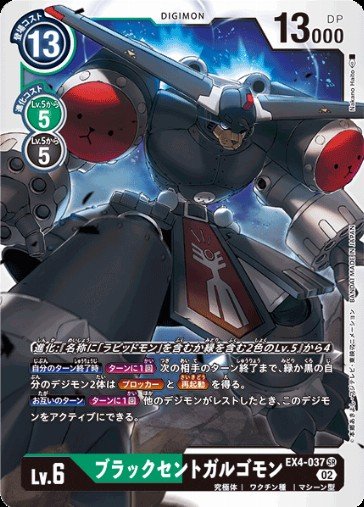 DIGIMON
登場コスト
13
DP
13000
進化コスト
Lv.5から
5
Lv.5から
5
進化:「名称に「ラピッドモン」を含むか緑を含む2色のLv.5」から4
自分のターン終了時 ターンに1回 次の相手のターン終了まで、緑か黒の自
分のデジモン2体は ブロッカー と 再起動 を得る。
お互いのターン ターンに1回 他のデジモンがレストしたとき、このデジ
モンをアクティブにできる。
Lv.6
ブラックセントガルゴモン
EX4-037 SR
02
究極体 ワクチン種 マシーン型